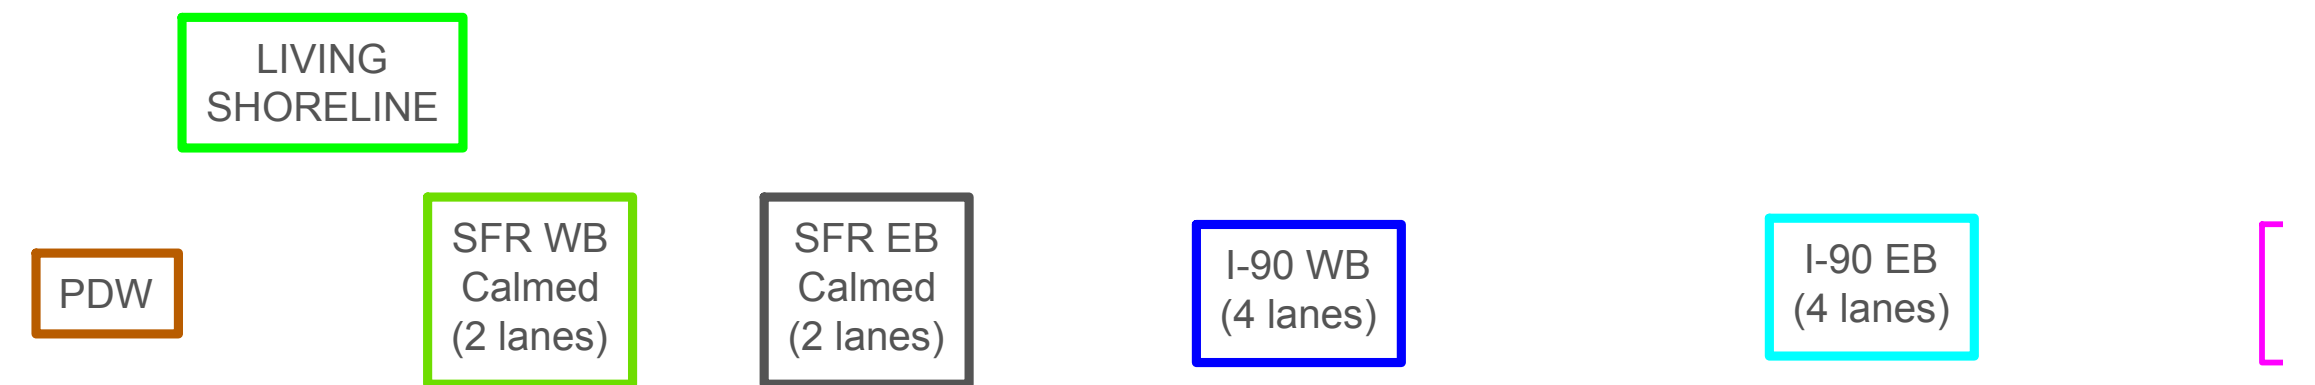 LIVING
SHORELINE
PDW
SFR WB
Calmed
(2 lanes)
SFR EB
Calmed
(2 lanes)
I-90 WB
(4 lanes)
I-90 EB
(4 lanes)